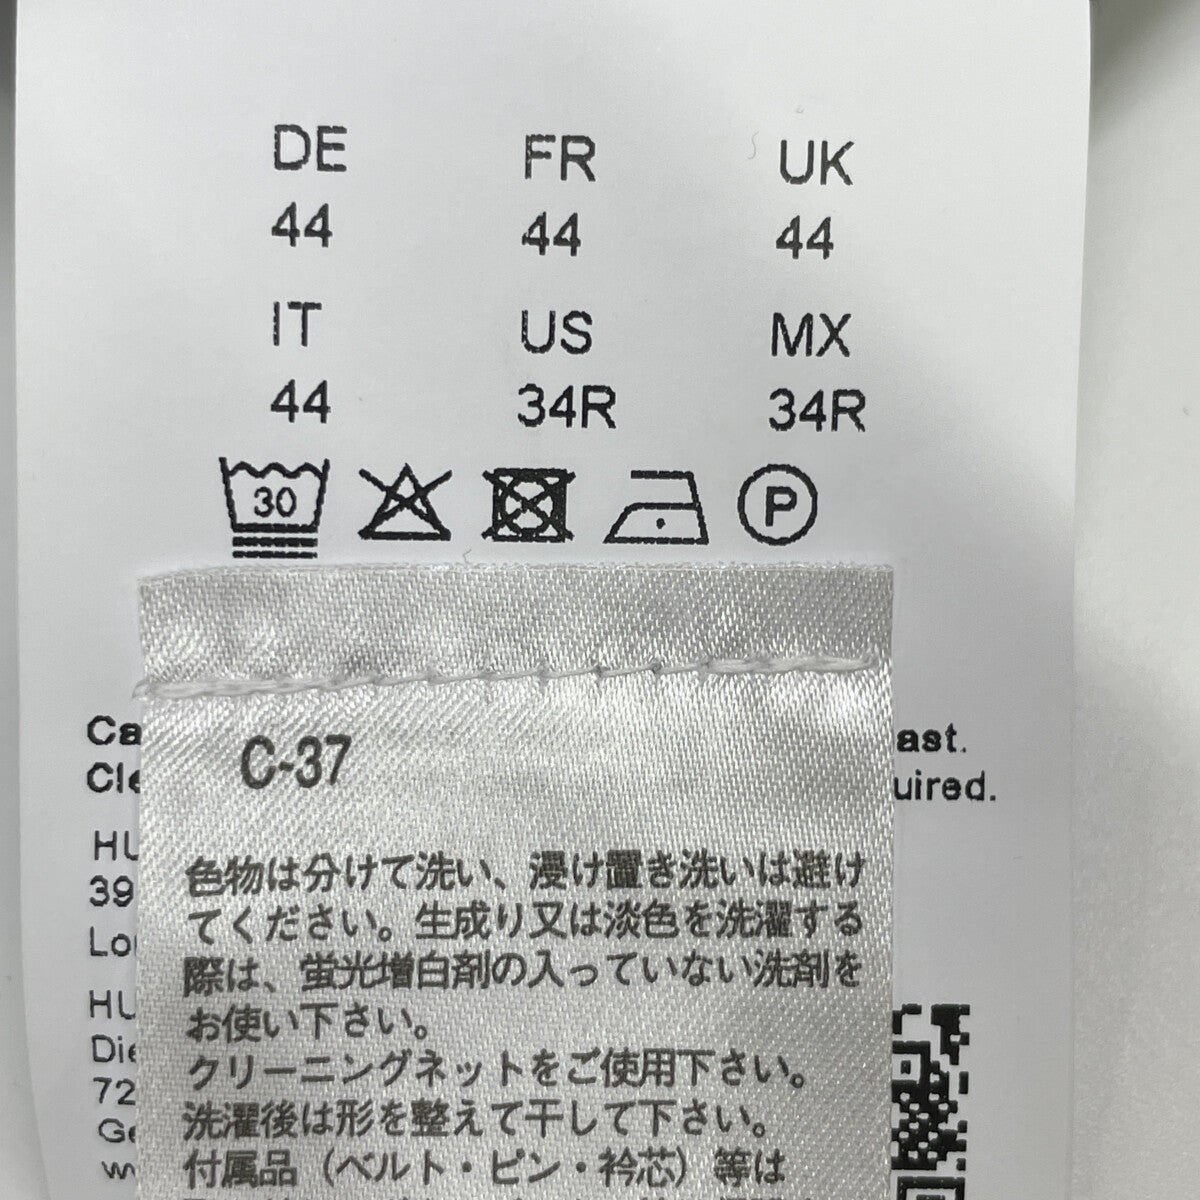 DE FR UK
44 44 44
IT US MX
44 34R 34R
30 P
C-37
ast.
uired.
39
72
色物は分けて洗い、浸け置き洗いは避け
てください。生成り又は淡色を洗濯する
際は、蛍光増白剤の入っていない洗剤を
お使い下さい。
クリーニングネットをご使用下さい。
洗濯後は形を整えて干して下さい。
付属品（ベルト・ピン・衿芯）等は